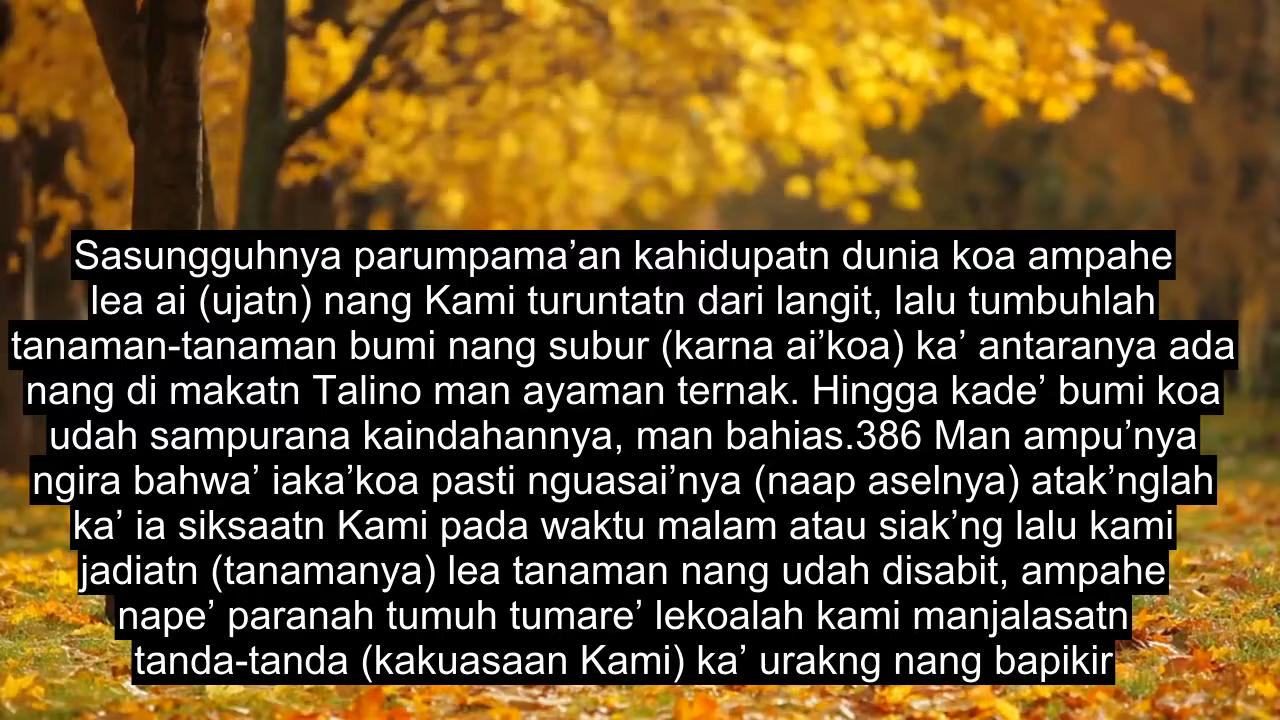 Sasungguhnya parumpama’an kahidupatn dunia koa ampahe
lea ai (ujatn) nang Kami turuntatn dari langit, lalu tumbuhlah
tanaman-tanaman bumi nang subur (karna ai’koa) ka’ antaranya ada
nang di makatn Talino man ayaman ternak. Hingga kade’ bumi koa
udah sampurana kaindahannya, man bahias.386 Man ampu’nya
ngira bahwa’ iaka’koa pasti nguasai’nya (naap aselnya) atak’nglah
ka’ ia siksaatn Kami pada waktu malam atau siak’ng lalu kami
jadiatn (tanamanya) lea tanaman nang udah disabit, ampahe
nape’ paranah tumuh tumare’ lekoalah kami manjalasatn
tanda-tanda (kakuasaan Kami) ka’ urakng nang bapikir